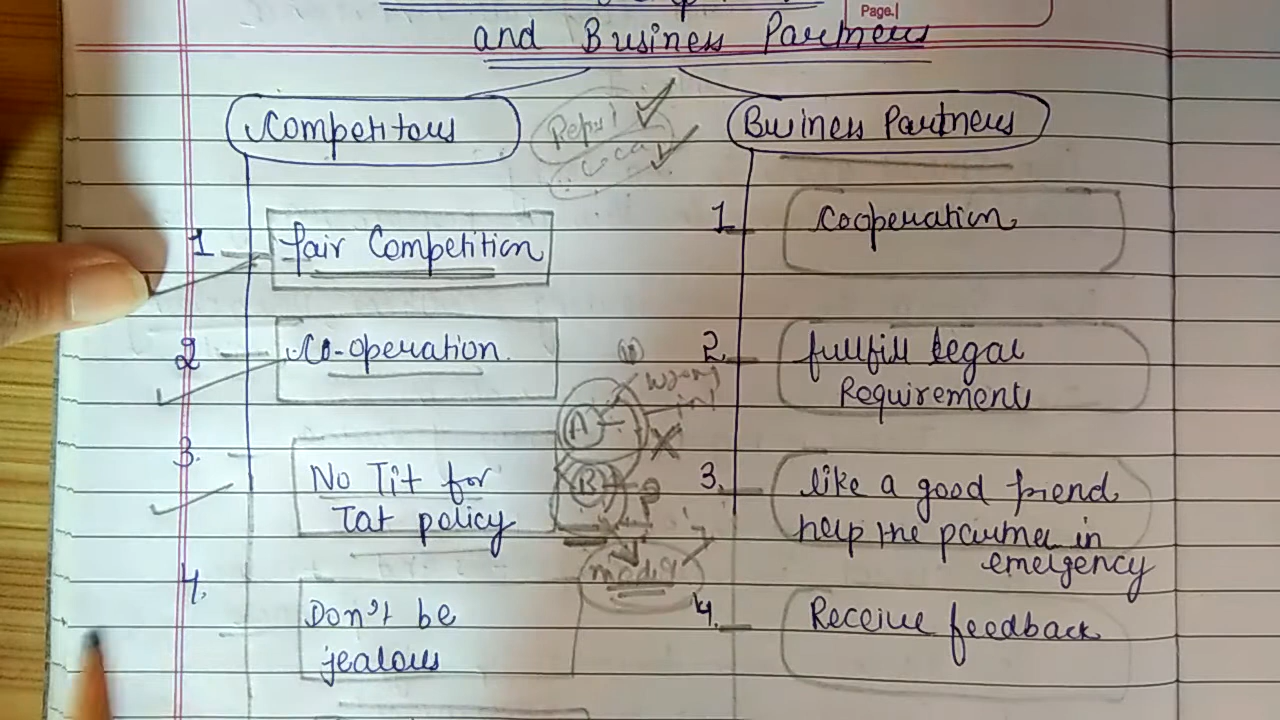 Page.
and Business Partners
Competitors
Business Partners
1 fair Competition
2 Co-operation.
3. No Tit for
Tat policy
4. Don't be
jealous
1. Cooperation
2. fullfill legal
Requirement
3. like a good friend
help the partner in
emergency
4. Receive feedback
A
B